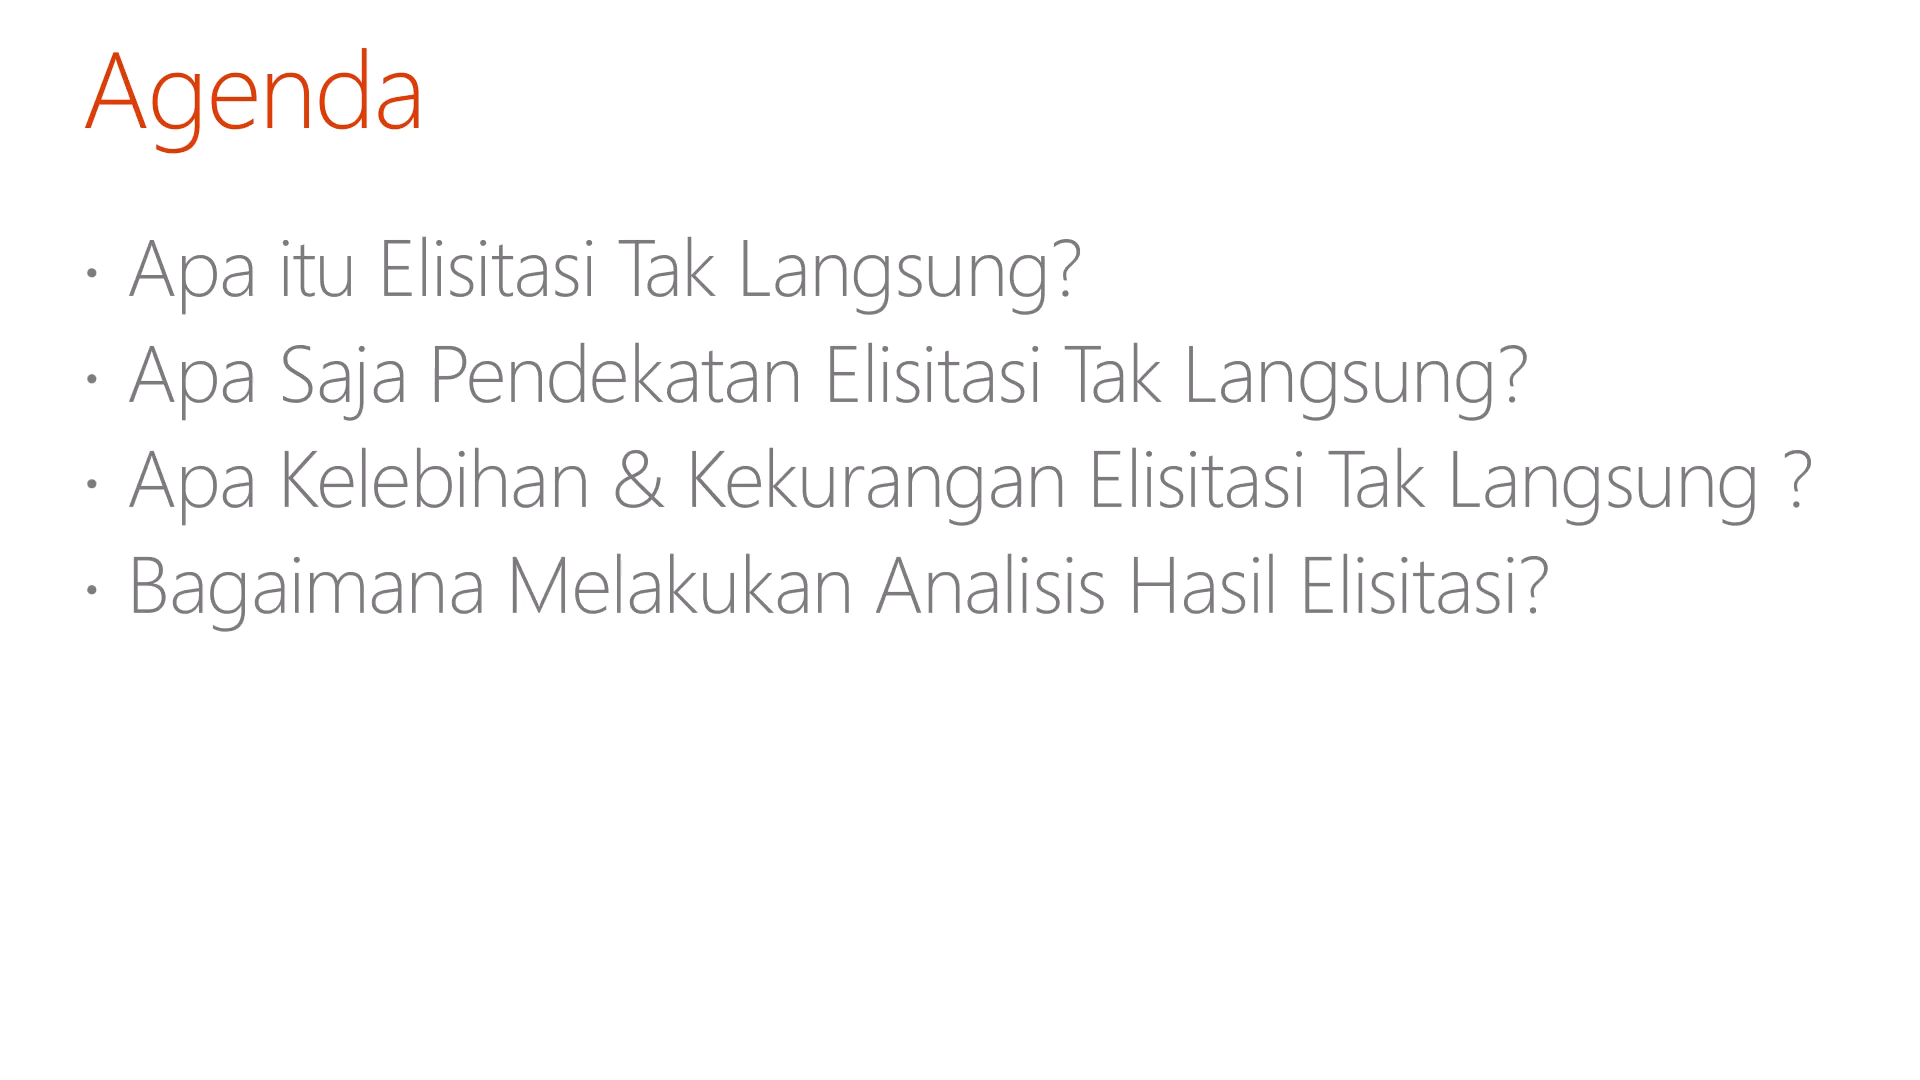 Agenda
· Apa itu Elisitasi Tak Langsung?
· Apa Saja Pendekatan Elisitasi Tak Langsung?
· Apa Kelebihan & Kekurangan Elisitasi Tak Langsung ?
· Bagaimana Melakukan Analisis Hasil Elisitasi?